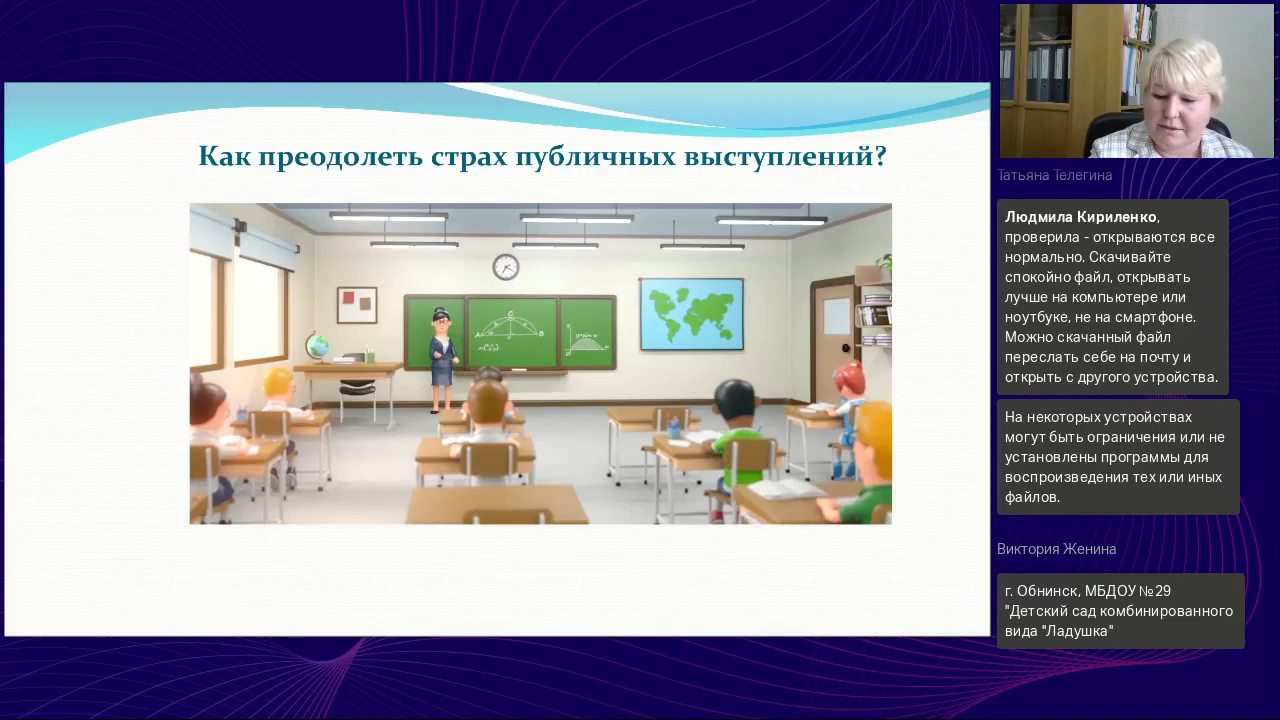 Как преодолеть страх публичных выступлений?
Татьяна Телегина
Людмила Кириленко,
проверила - открываются все
нормально. Скачивайте
спокойно файл, открывать
лучше на компьютере или
ноутбуке, не на смартфоне.
Можно скачанный файл
переслать себе на почту и
открыть с другого устройства.
На некоторых устройствах
могут быть ограничения или не
установлены программы для
воспроизведения тех или иных
файлов.
Виктория Женина
г. Обнинск, МБДОУ №29
"Детский сад комбинированного
вида "Ладушка"